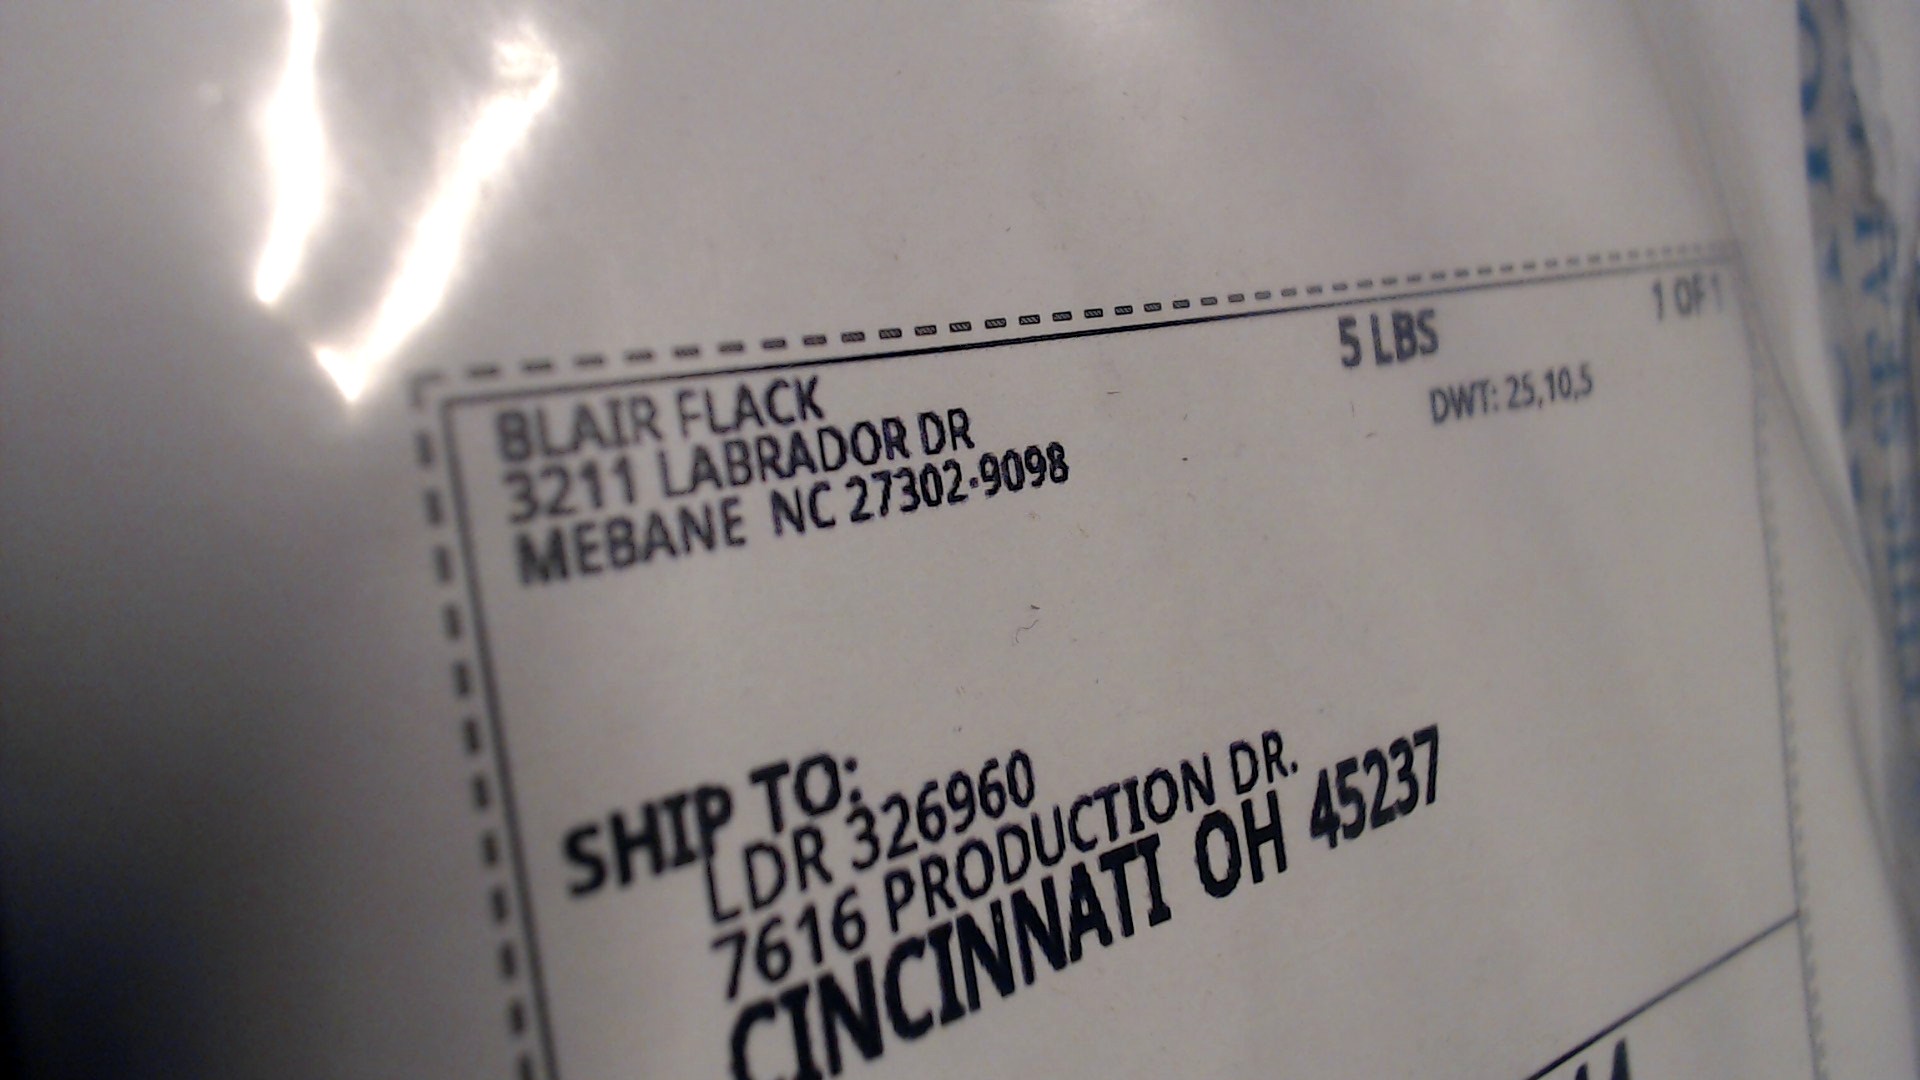 BLAIR FLACK
3211 LABRADOR DR
MEBANE NC 27302-9098
5 LBS
1 OF 1
DWT: 25,10,5
SHIP TO:
LDR 326960
7616 PRODUCTION DR.
CINCINNATI OH 45237